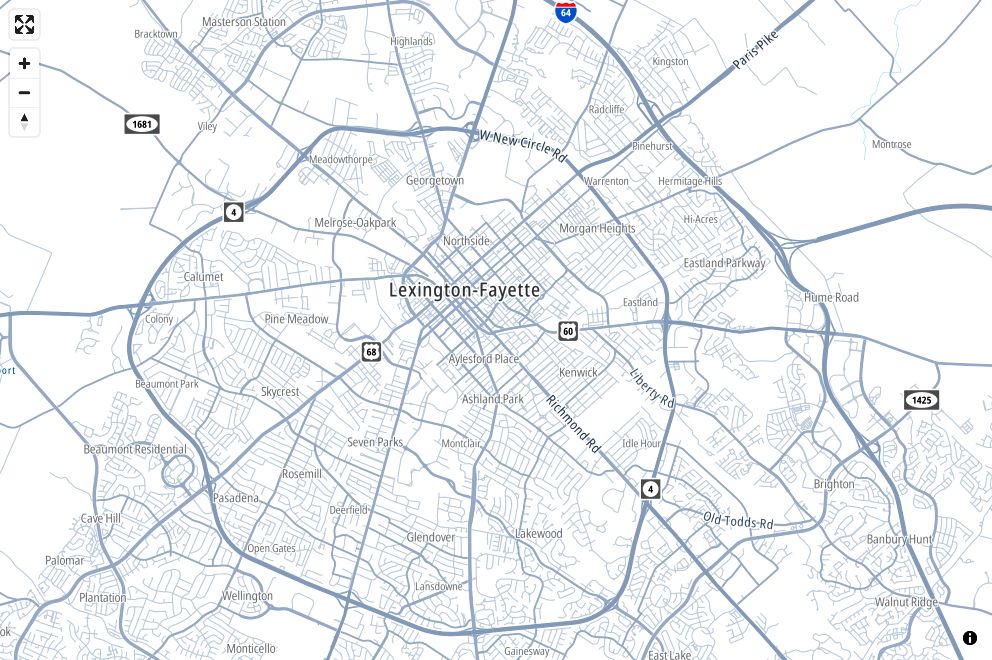 64
Masterson Station
Bracktown
Highlands
Paris Pike
Kingston
Radcliffe
1681
Viley
W New Circle Rd
Pinehurst
Montrose
Meadowthorpe
Georgetown
Warrenton
Hermitage Hills
4
Melrose-Oakpark
Hi-Acres
Morgan Heights
Northside
Eastland Parkway
Calumet
Lexington-Fayette
Hume Road
Eastland
Colony
Pine Meadow
60
68
Aylesford Place
ort
Kenwick
Beaumont Park
Skycrest
Liberty Rd
Ashland Park
1425
Richmond Rd
Seven Parks
Montclair
Idle Hour
Beaumont Residential
Rosemill
Brighton
4
Pasadena
Deerfield
Cave Hill
Old Todds Rd
Glendover
Lakewood
Banbury Hunt
Open Gates
Palomar
Lansdowne
Plantation
Wellington
Walnut Ridge
ok
Monticello
Gainesway
East Lake